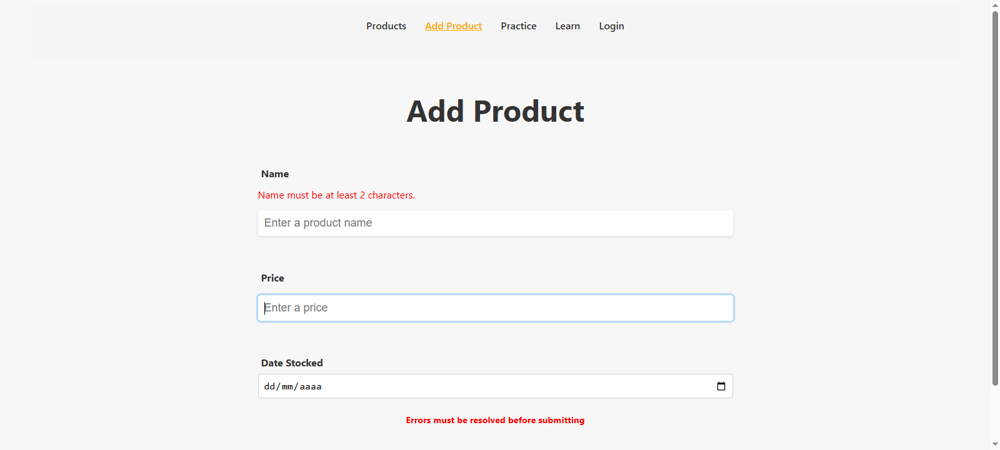 Products Add Product Practice Learn Login
Add Product
Name
Name must be at least 2 characters.
Enter a product name
Price
Enter a price
Date Stocked
dd/mm/aaaa
Errors must be resolved before submitting